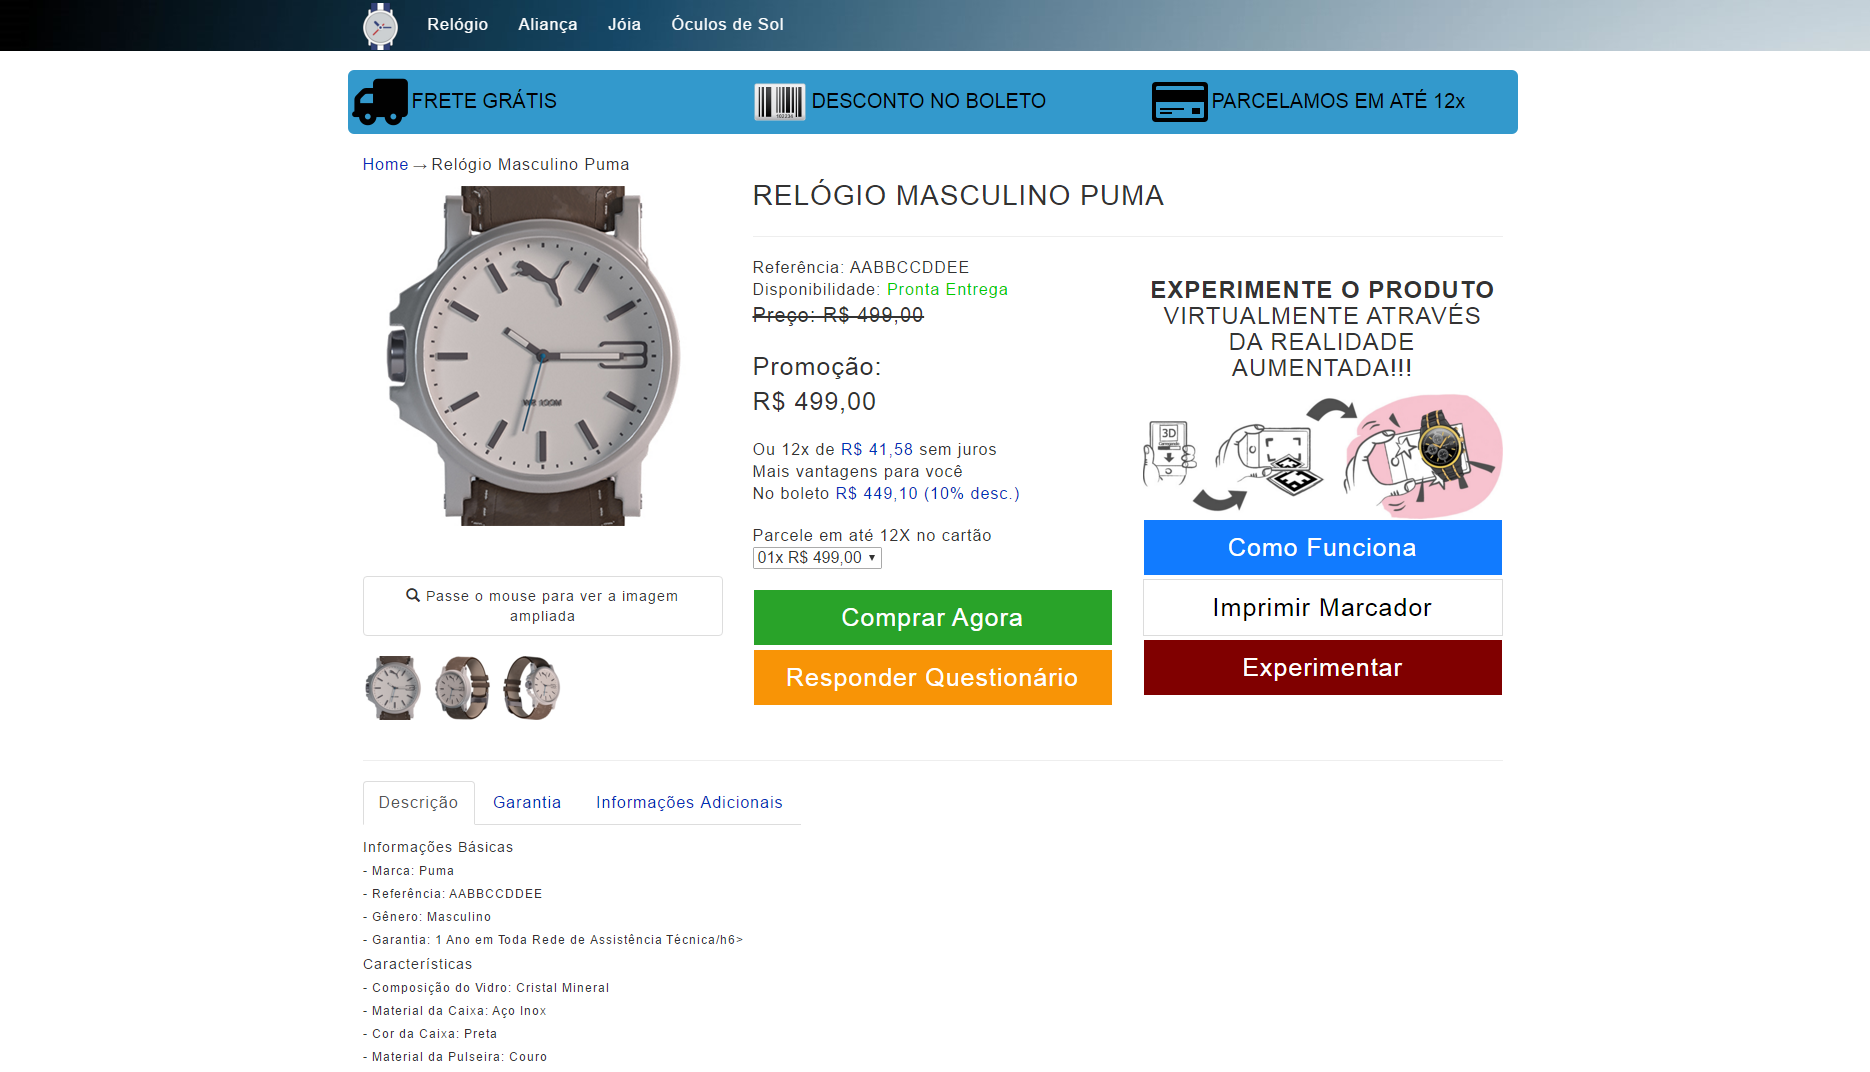 Relógio Aliança Jóia Óculos de Sol
FRETE GRÁTIS
DESCONTO NO BOLETO
PARCELAMOS EM ATÉ 12x
Home → Relógio Masculino Puma
RELÓGIO MASCULINO PUMA
Referência: AABBCCDDEE
Disponibilidade: Pronta Entrega
Preço: R$ 499,00
Promoção:
R$ 499,00
Ou 12x de R$ 41,58 sem juros
Mais vantagens para você
No boleto R$ 449,10 (10% desc.)
Parcele em até 12X no cartão
01x R$ 499,00
Comprar Agora
Responder Questionário
EXPERIMENTE O PRODUTO
VIRTUALMENTE ATRAVÉS
DA REALIDADE
AUMENTADA!!!
3D
Como Funciona
Imprimir Marcador
Experimentar
Passe o mouse para ver a imagem
ampliada
Descrição Garantia Informações Adicionais
Informações Básicas
- Marca: Puma
- Referência: AABBCCDDEE
- Gênero: Masculino
- Garantia: 1 Ano em Toda Rede de Assistência Técnica/h6>
Características
- Composição do Vidro: Cristal Mineral
- Material da Caixa: Aço Inox
- Cor da Caixa: Preta
- Material da Pulseira: Couro